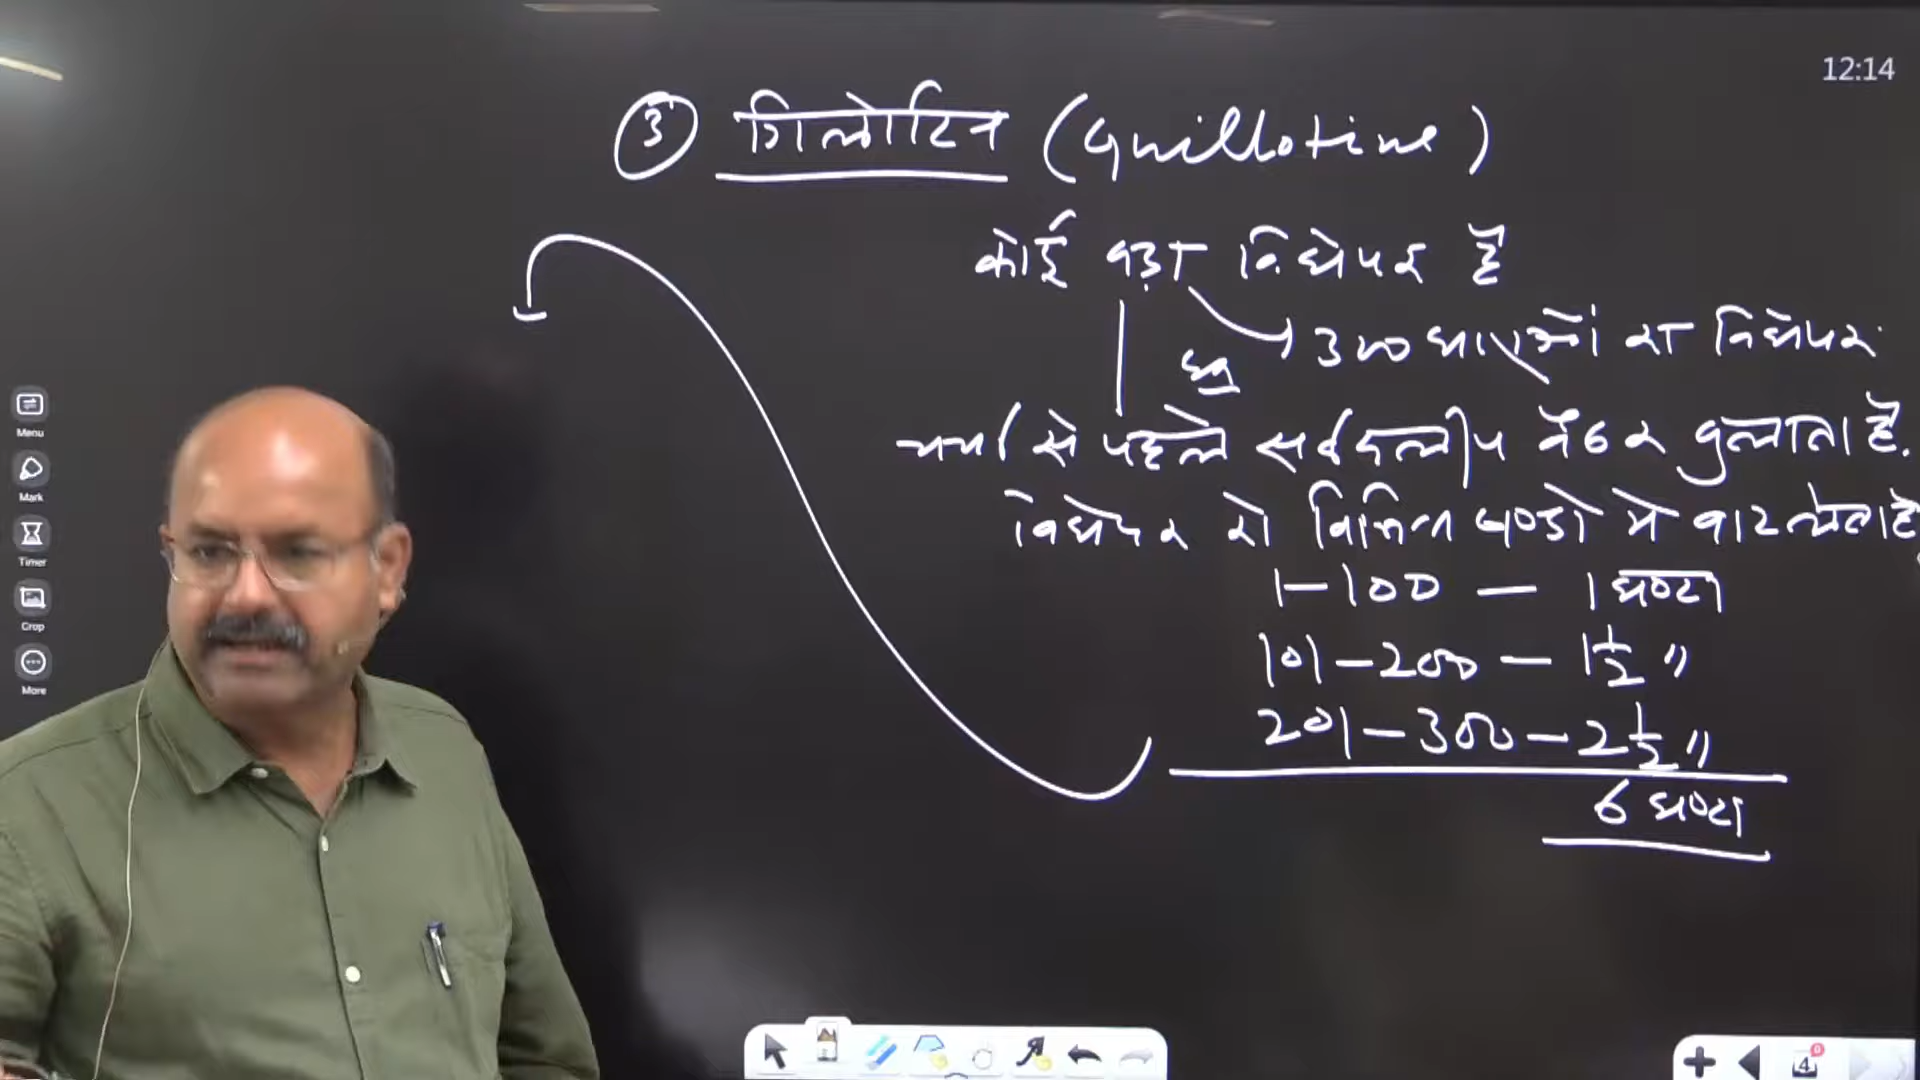 12:14
③ गिलोटिन (Guillotine)
कोई बड़ा विधेयक है
300 धाराओं का विधेयक
चर्चा से पहले सर्वदलीय बैठक बुलाता है.
विधेयक को विभिन्न खण्डो मे बाट लेता है
1-100 - 1 घण्टा
101-200 - 1½ "
201-300 - 2½ "
6 घण्टा
Menu
Mark
Timer
Crop
More
4